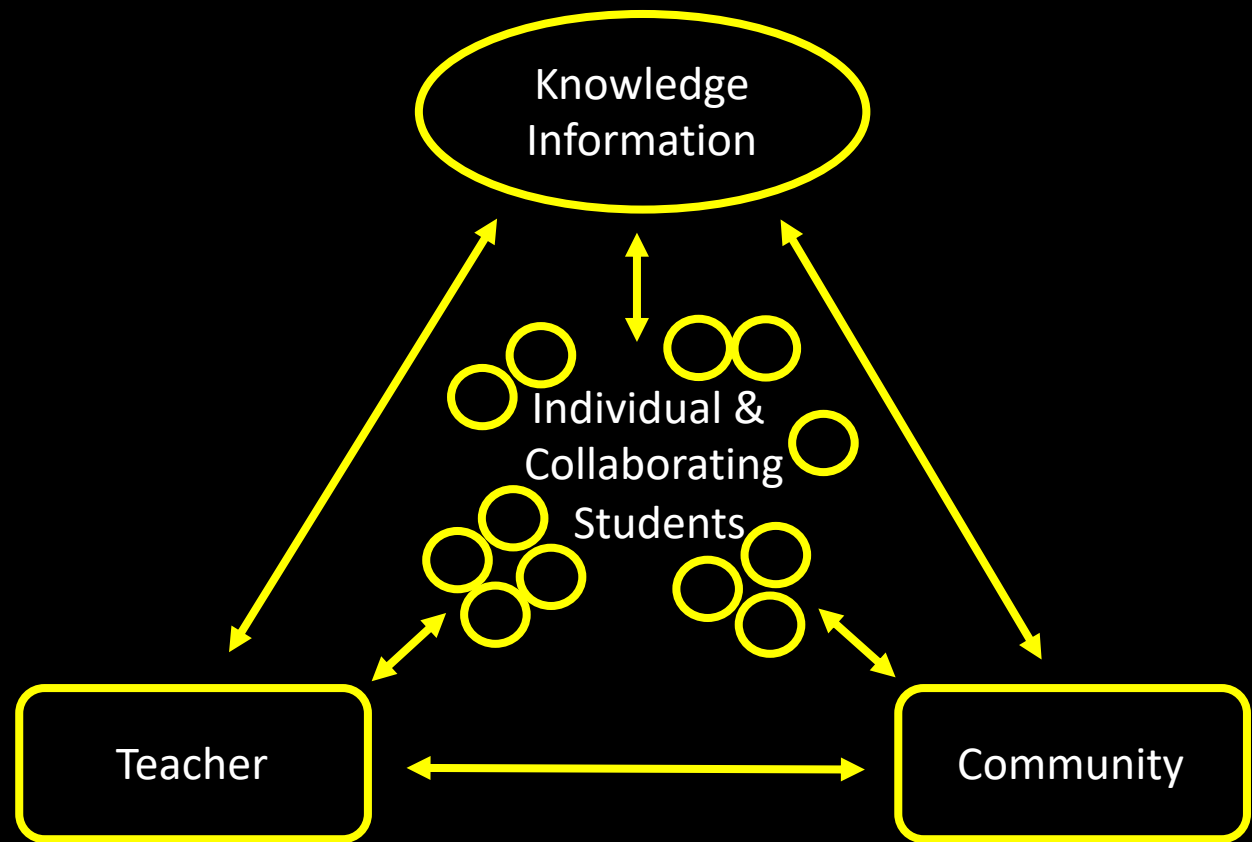 Knowledge
Information
Individual &
Collaborating
Students
Teacher
Community